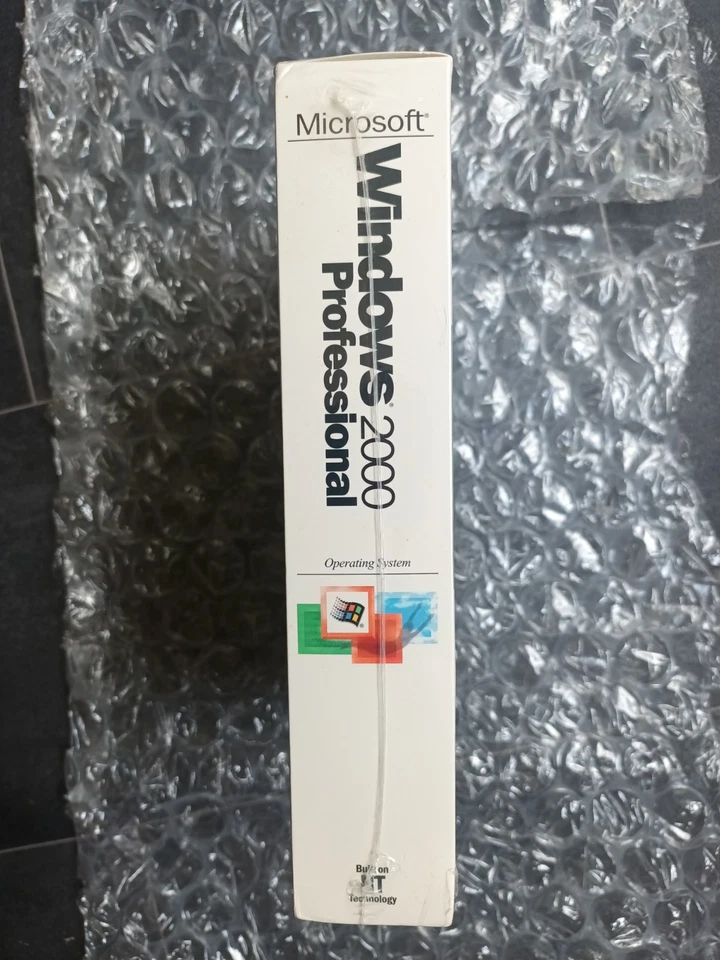 Microsoft®
Windows® 2000
Professional
Operating System
Built on
NT
Technology